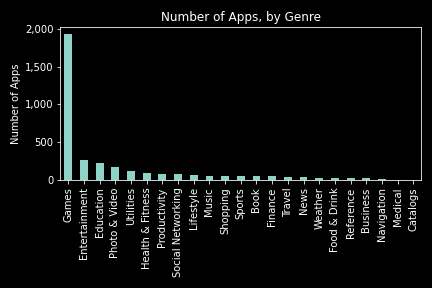 Number of Apps, by Genre
Number of Apps
2,000
1,500
1,000
500
0
Games
Entertainment
Education
Photo & Video
Utilities
Health & Fitness
Productivity
Social Networking
Lifestyle
Music
Shopping
Sports
Book
Finance
Travel
News
Weather
Food & Drink
Reference
Business
Navigation
Medical
Catalogs